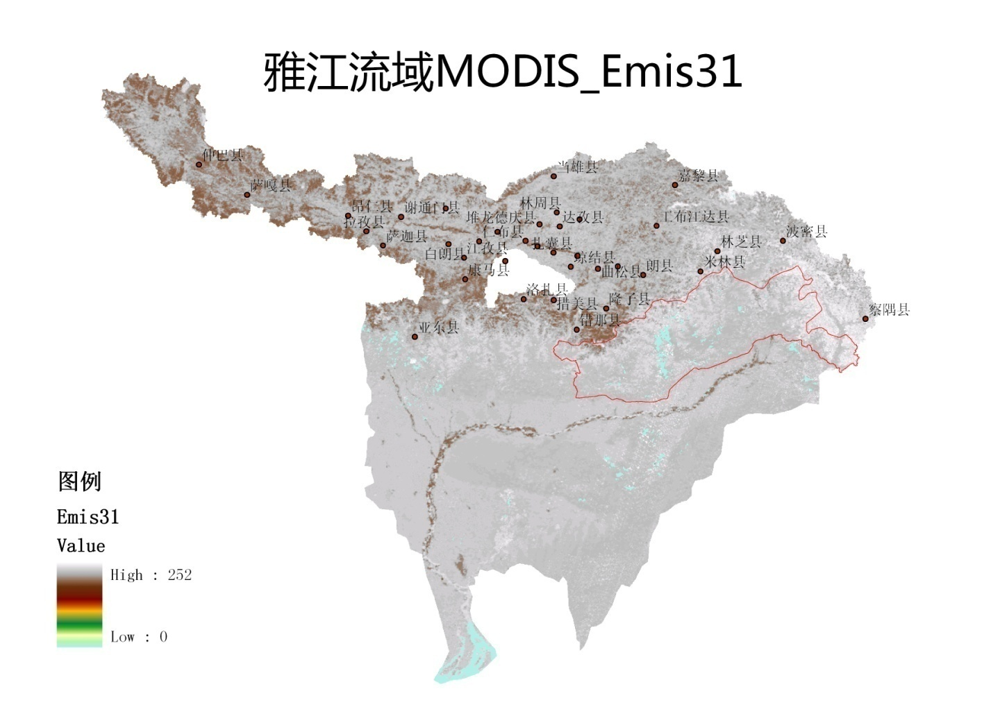 雅江流域MODIS_Emis31
仲巴县
当雄县
嘉黎县
萨嘎县
昂仁县
谢通门县
林周县
堆龙德庆县
达孜县
工布江达县
拉孜县
仁布县
波密县
萨迦县
扎囊县
林芝县
白朗县
江孜县
琼结县
米林县
康马县
曲松县
朗县
洛扎县
措美县
隆子县
察隅县
错那县
亚东县
图例
Emis31
Value
High : 252
Low : 0